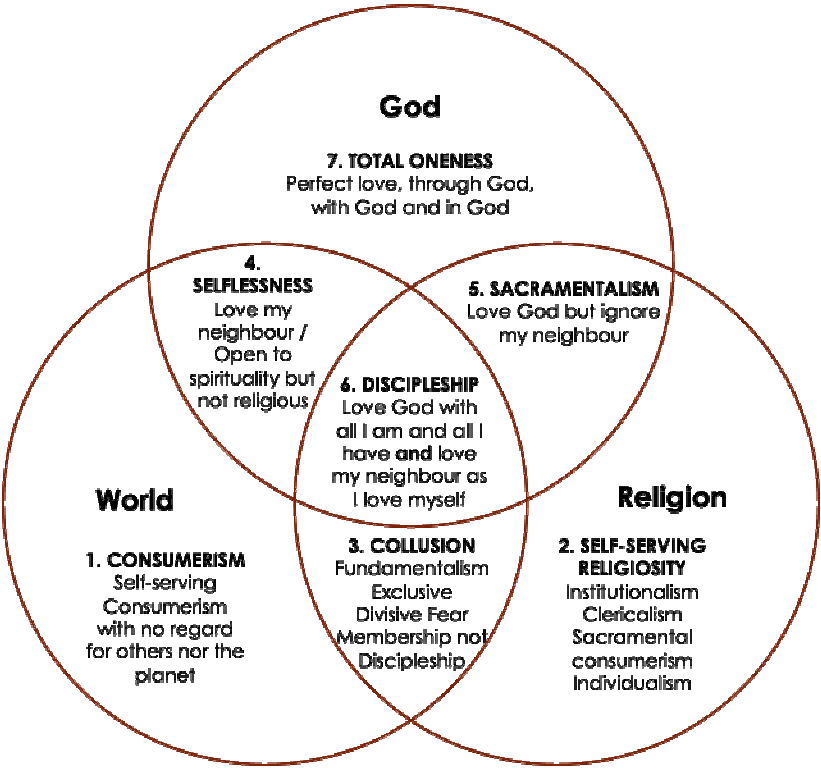 God
7. TOTAL ONENESS
Perfect love, through God,
with God and in God
4.
SELFLESSNESS
Love my
neighbour /
Open to
spirituality but
not religious
5. SACRAMENTALISM
Love God but ignore
my neighbour
6. DISCIPLESHIP
Love God with
all I am and all I
have and love
my neighbour as
I love myself
World
1. CONSUMERISM
Self-serving
Consumerism
with no regard
for others nor the
planet
3. COLLUSION
Fundamentalism
Exclusive
Divisive Fear
Membership not
Discipleship
Religion
2. SELF-SERVING
RELIGIOSITY
Institutionalism
Clericalism
Sacramental
consumerism
Individualism